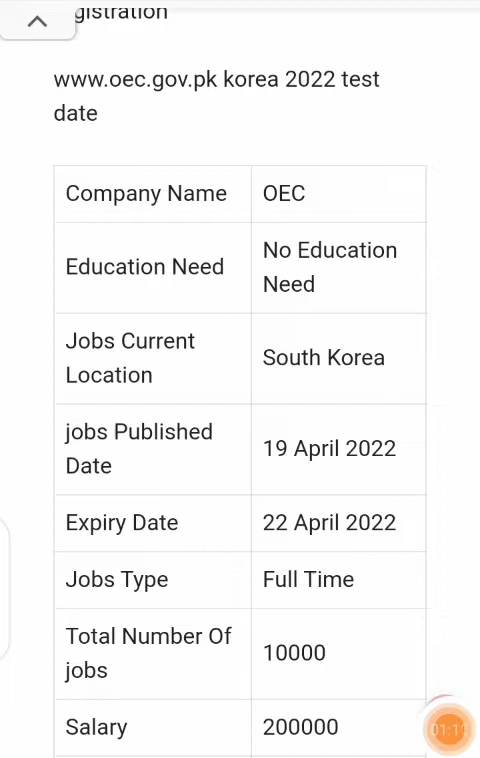 gistration
www.oec.gov.pk korea 2022 test
date
Company Name OEC
Education Need No Education
Need
Jobs Current
Location South Korea
jobs Published
Date 19 April 2022
Expiry Date 22 April 2022
Jobs Type Full Time
Total Number Of
jobs 10000
Salary 200000